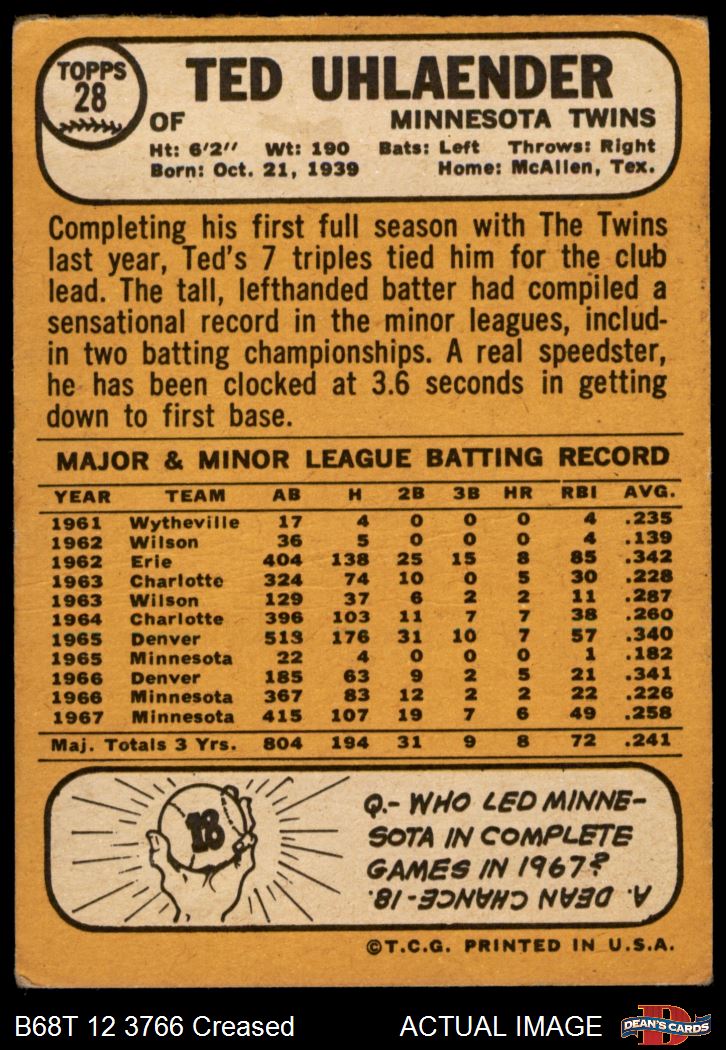 TOPPS
28
TED UHLAENDER
OF MINNESOTA TWINS
Ht: 6'2" Wt: 190 Bats: Left Throws: Right
Born: Oct. 21, 1939 Home: McAllen, Tex.
Completing his first full season with The Twins
last year, Ted's 7 triples tied him for the club
lead. The tall, lefthanded batter had compiled a
sensational record in the minor leagues, includ-
in two batting championships. A real speedster,
he has been clocked at 3.6 seconds in getting
down to first base.
MAJOR & MINOR LEAGUE BATTING RECORD
YEAR TEAM AB H 2B 3B HR RBI AVG.
1961 Wytheville 17 4 0 0 0 4 .235
1962 Wilson 36 5 0 0 0 4 .139
1962 Erie 404 138 25 15 8 85 .342
1963 Charlotte 324 74 10 0 5 30 .228
1963 Wilson 129 37 6 2 2 11 .287
1964 Charlotte 396 103 11 7 7 38 .260
1965 Denver 513 176 31 10 7 57 .340
1965 Minnesota 22 4 0 0 0 1 .182
1966 Denver 185 63 9 2 5 21 .341
1966 Minnesota 367 83 12 2 2 22 .226
1967 Minnesota 415 107 19 7 6 49 .258
Maj. Totals 3 Yrs. 804 194 31 9 8 72 .241
18
Q.- WHO LED MINNE-
SOTA IN COMPLETE
GAMES IN 1967?
A. DEAN CHANCE-18.
©T.C.G. PRINTED IN U.S.A.
B68T 12 3766 Creased ACTUAL IMAGE
D
DEAN'S CARDS